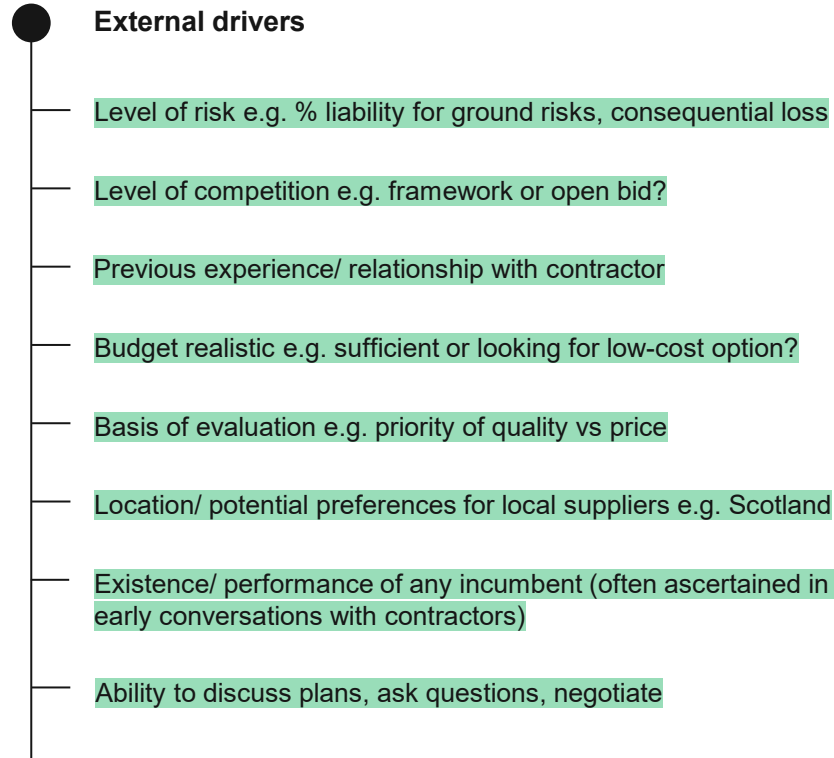 External drivers
Level of risk e.g. % liability for ground risks, consequential loss
Level of competition e.g. framework or open bid?
Previous experience/ relationship with contractor
Budget realistic e.g. sufficient or looking for low-cost option?
Basis of evaluation e.g. priority of quality vs price
Location/ potential preferences for local suppliers e.g. Scotland
Existence/ performance of any incumbent (often ascertained in
early conversations with contractors)
Ability to discuss plans, ask questions, negotiate